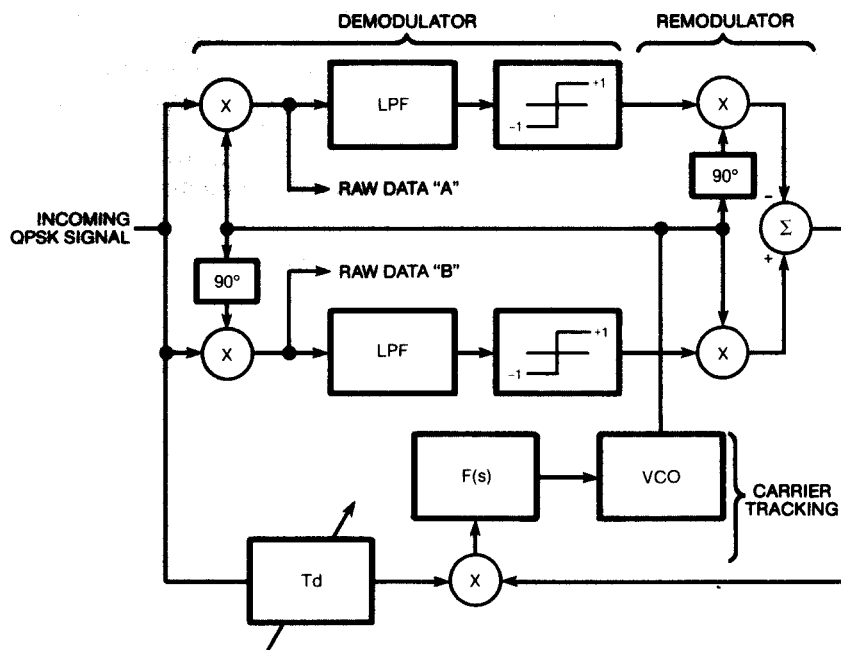 DEMODULATOR
REMODULATOR
X
LPF
+1
-1
X
RAW DATA "A"
90°
INCOMING
QPSK SIGNAL
-
Σ
+
90°
RAW DATA "B"
X
LPF
+1
-1
X
F(s)
VCO
CARRIER
TRACKING
Td
X